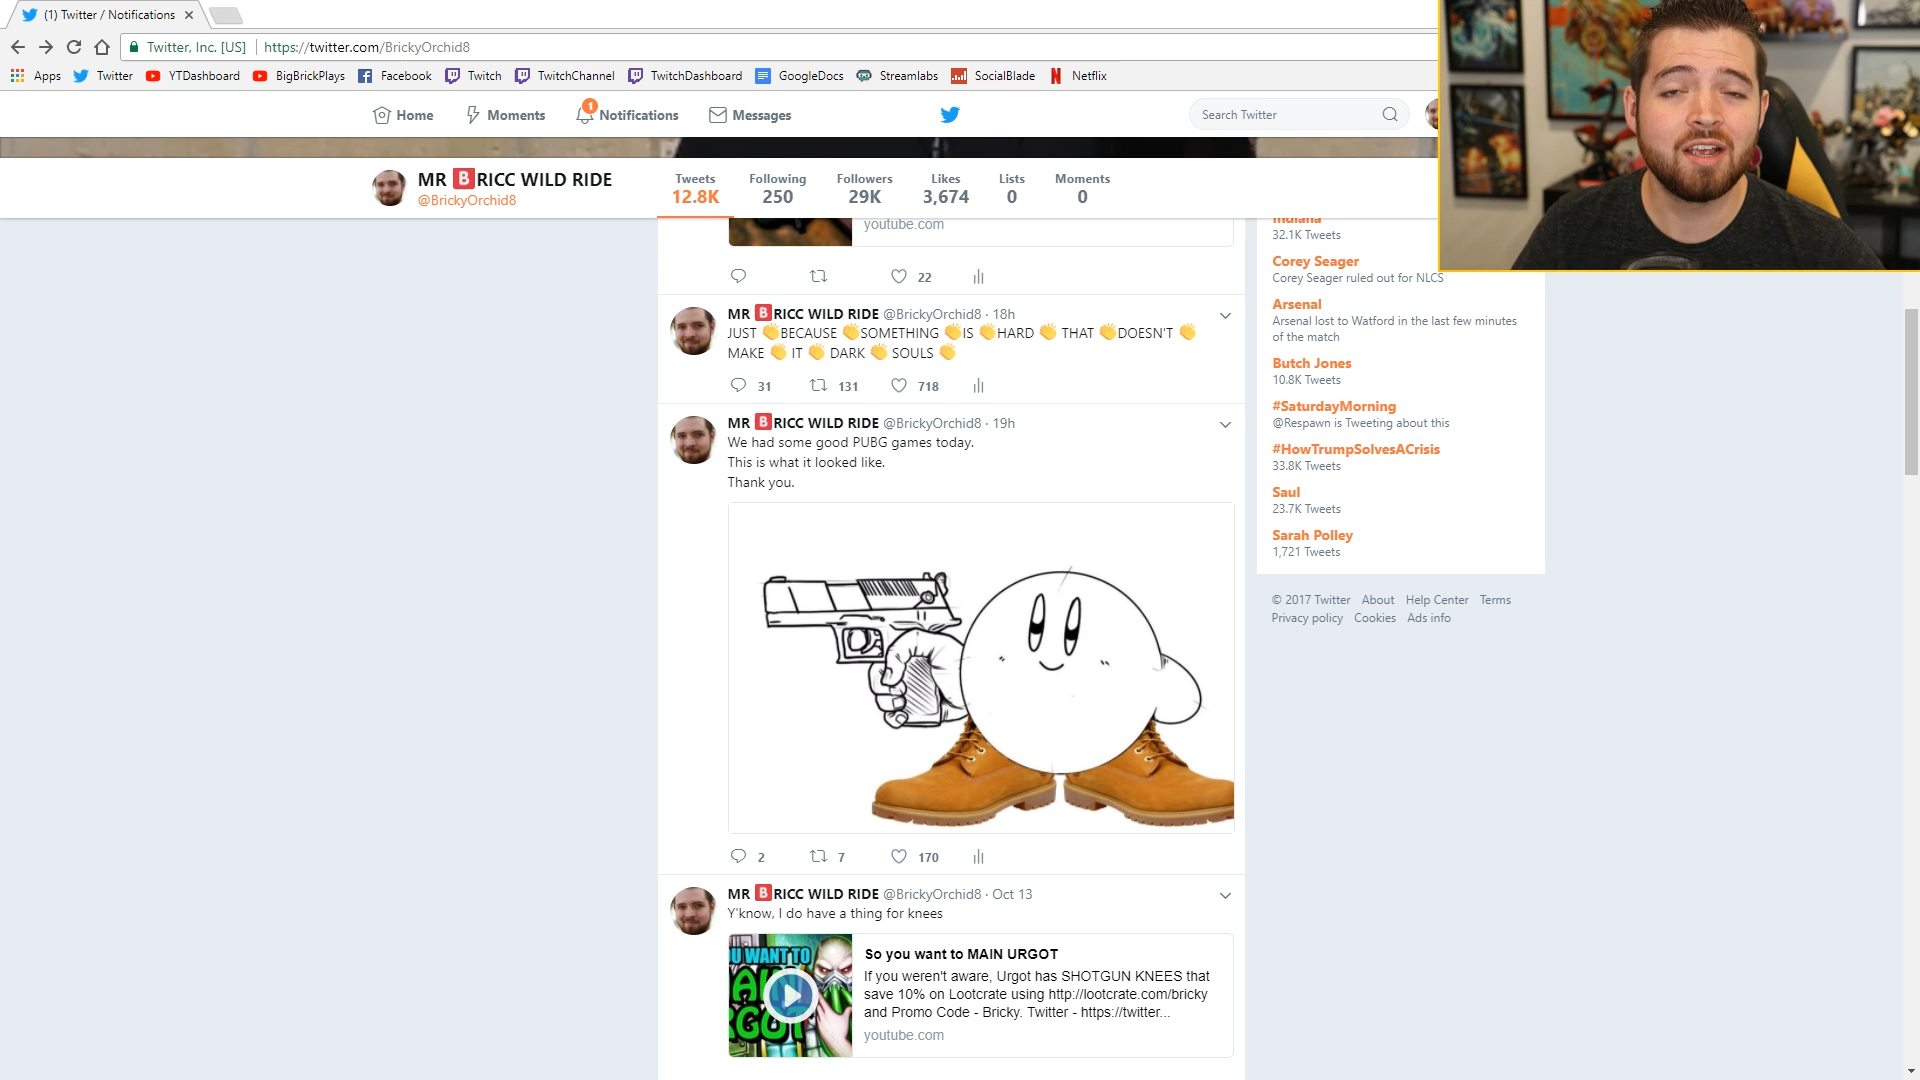 (1) Twitter / Notifications
Twitter, Inc. [US] https://twitter.com/BrickyOrchid8
Apps Twitter YTDashboard BigBrickPlays Facebook Twitch TwitchChannel TwitchDashboard GoogleDocs Streamlabs SocialBlade Netflix
Home Moments 1 Notifications Messages Search Twitter
MR 🅱RICC WILD RIDE
@BrickyOrchid8
Tweets Following Followers Likes Lists Moments
12.8K 250 29K 3,674 0 0
youtube.com
22
MR 🅱RICC WILD RIDE @BrickyOrchid8 · 18h
JUST 👏BECAUSE 👏SOMETHING 👏IS 👏HARD 👏 THAT 👏DOESN'T 👏
MAKE 👏 IT 👏 DARK 👏 SOULS 👏
31 131 718
MR 🅱RICC WILD RIDE @BrickyOrchid8 · 19h
We had some good PUBG games today.
This is what it looked like.
Thank you.
2 7 170
MR 🅱RICC WILD RIDE @BrickyOrchid8 · Oct 13
Y'know, I do have a thing for knees
U WANT TO
So you want to MAIN URGOT
If you weren't aware, Urgot has SHOTGUN KNEES that
save 10% on Lootcrate using http://lootcrate.com/bricky
and Promo Code - Bricky. Twitter - https://twitter...
youtube.com
Indiana
32.1K Tweets
Corey Seager
Corey Seager ruled out for NLCS
Arsenal
Arsenal lost to Watford in the last few minutes
of the match
Butch Jones
10.8K Tweets
#SaturdayMorning
@Respawn is Tweeting about this
#HowTrumpSolvesACrisis
33.8K Tweets
Saul
23.7K Tweets
Sarah Polley
1,721 Tweets
© 2017 Twitter About Help Center Terms
Privacy policy Cookies Ads info